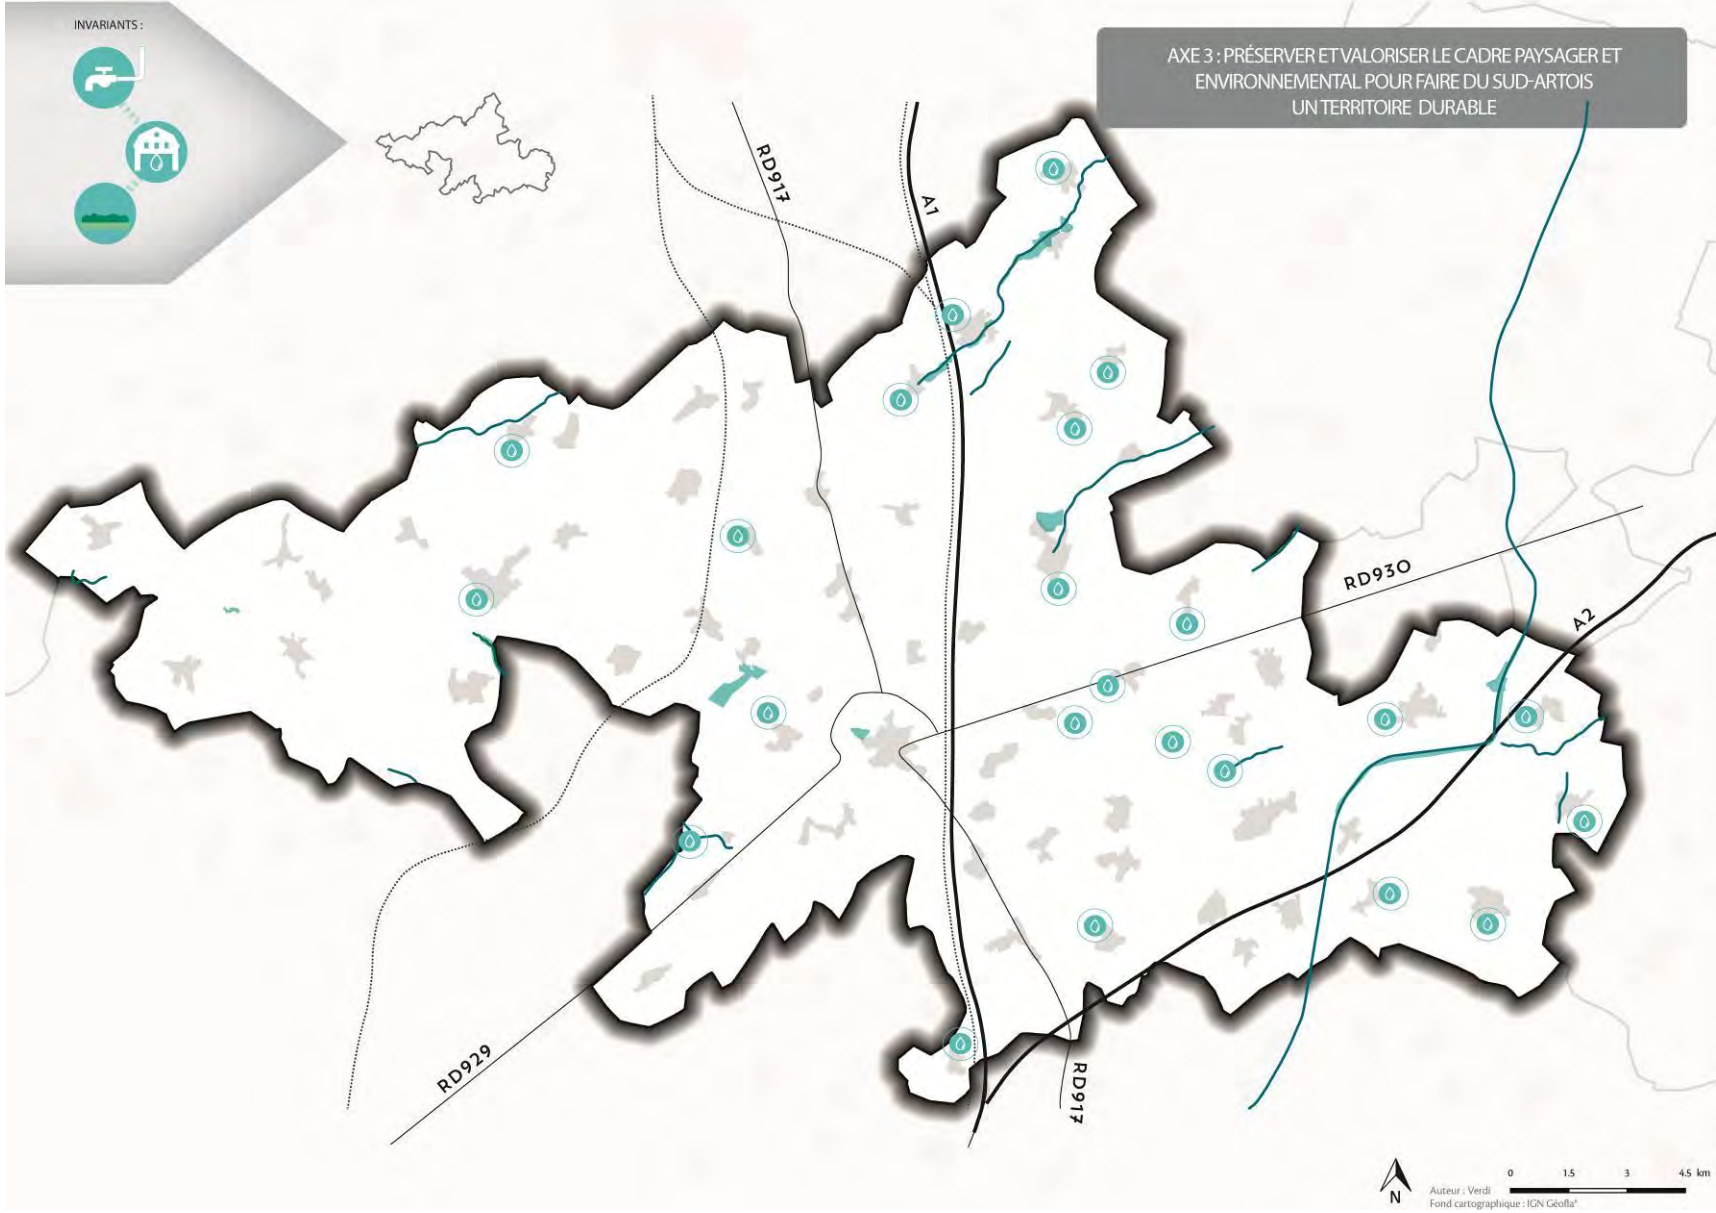 INVARIANTS :
AXE 3 : PRÉSERVER ET VALORISER LE CADRE PAYSAGER ET
ENVIRONNEMENTAL POUR FAIRE DU SUD-ARTOIS
UN TERRITOIRE DURABLE
RD917
A1
RD930
A2
RD929
RD917
N
0 1.5 3 4.5 km
Auteur : Verdi
Fond cartographique : IGN Géofla®